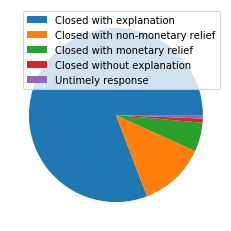 Closed with explanation
Closed with non-monetary relief
Closed with monetary relief
Closed without explanation
Untimely response